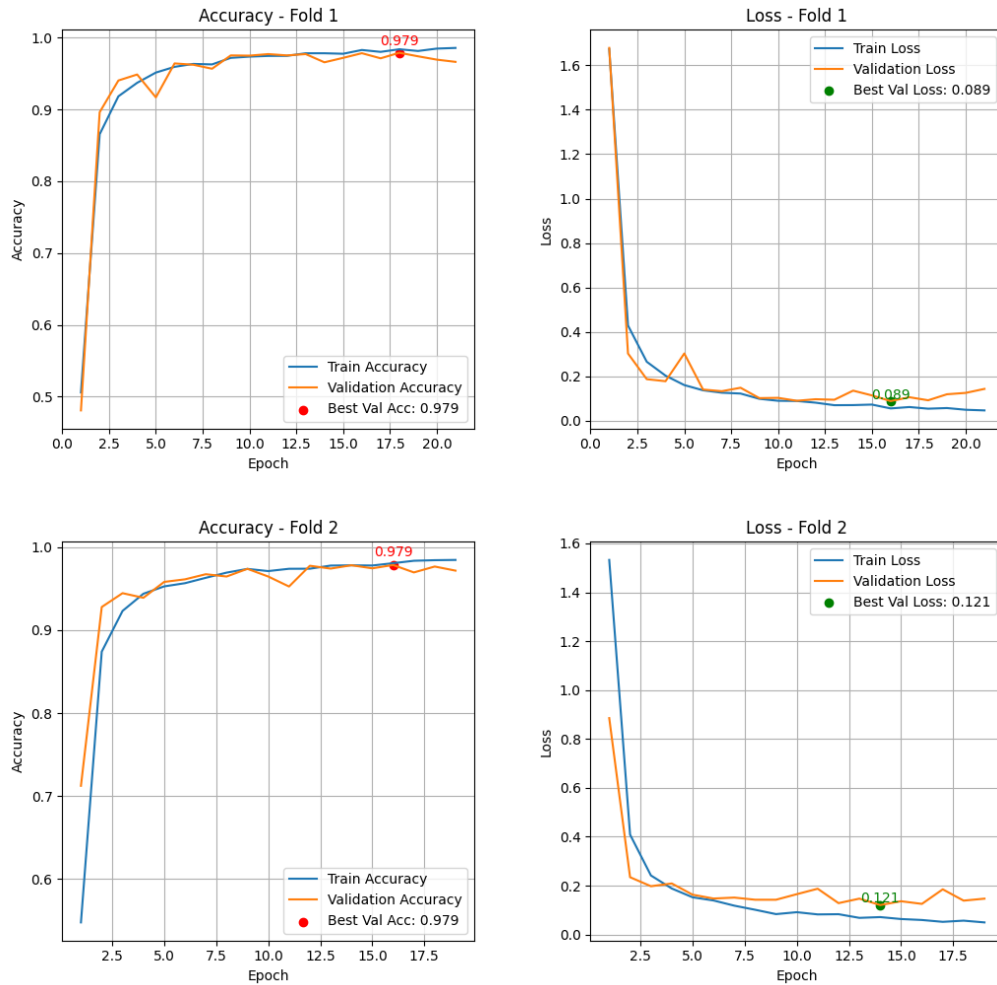 Accuracy - Fold 1
0.979
1.0
0.9
0.8
0.7
0.6
0.5
Accuracy
Train Accuracy
Validation Accuracy
Best Val Acc: 0.979
0.0 2.5 5.0 7.5 10.0 12.5 15.0 17.5 20.0
Epoch
Loss - Fold 1
Train Loss
Validation Loss
Best Val Loss: 0.089
1.6
1.4
1.2
1.0
0.8
0.6
0.4
0.2
0.0
Loss
0.089
0.0 2.5 5.0 7.5 10.0 12.5 15.0 17.5 20.0
Epoch
Accuracy - Fold 2
0.979
1.0
0.9
0.8
0.7
0.6
Accuracy
Train Accuracy
Validation Accuracy
Best Val Acc: 0.979
2.5 5.0 7.5 10.0 12.5 15.0 17.5
Epoch
Loss - Fold 2
Train Loss
Validation Loss
Best Val Loss: 0.121
1.6
1.4
1.2
1.0
0.8
0.6
0.4
0.2
0.0
Loss
0.121
2.5 5.0 7.5 10.0 12.5 15.0 17.5
Epoch